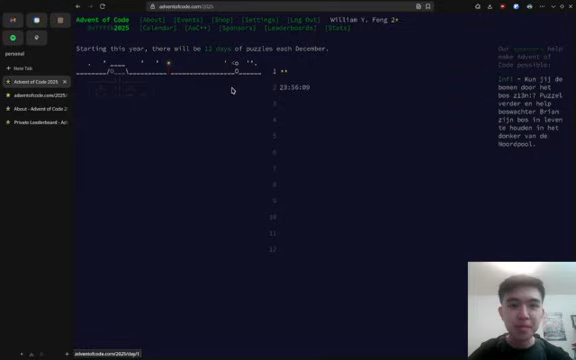 adventofcode.com/2025
personal
New Tab
Advent of Code 2025
adventofcode.com/202
About - Advent of Code 2
Private Leaderboard - Ad
Advent of Code [About] [Events] [Shop] [Settings] [Log Out] William Y. Feng 2*
2025 [Calendar] [AoC++] [Sponsors] [Leaderboards] [Stats]
Starting this year, there will be 12 days of puzzles each December.
1 **
2 23:56:09
3
4
5
6
7
8
9
10
11
12
Our sponsors help
make Advent of
Code possible:
Infi - Kun jij de
bomen door het
bos z13n!? Puzzel
verder en help
boswachter Brian
zijn bos in leven
te houden in het
donker van de
Noordpool.
adventofcode.com/2025/day/1